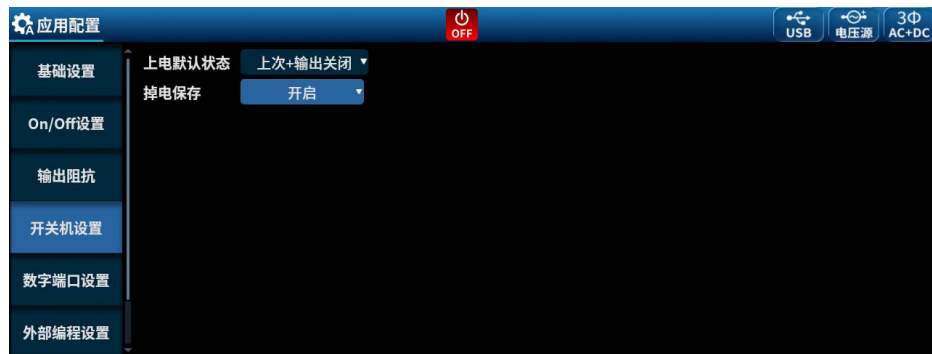 应用配置
OFF
USB
电压源
3Φ
AC+DC
基础设置
On/Off设置
输出阻抗
开关机设置
数字端口设置
外部编程设置
上电默认状态 上次+输出关闭
掉电保存 开启